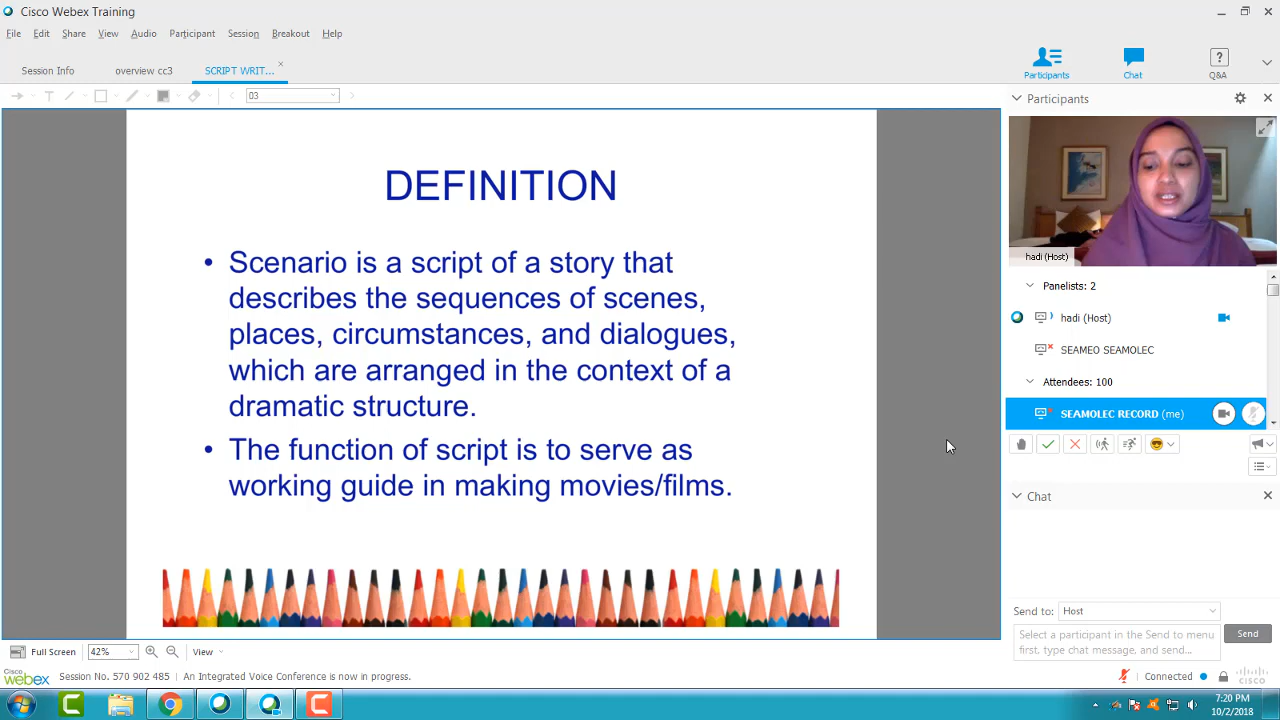 Cisco Webex Training
File Edit Share View Audio Participant Session Breakout Help
Session Info overview cc3 SCRIPT WRIT...
Participants Chat Q&A
03
Participants
DEFINITION
• Scenario is a script of a story that
describes the sequences of scenes,
places, circumstances, and dialogues,
which are arranged in the context of a
dramatic structure.
• The function of script is to serve as
working guide in making movies/films.
hadi (Host)
Panelists: 2
hadi (Host)
SEAMEO SEAMOLEC
Attendees: 100
SEAMOLEC RECORD (me)
Chat
Send to: Host
Select a participant in the Send to menu
first, type chat message, and send...
Send
Full Screen 42% View
Cisco webex Session No. 570 902 485 | An Integrated Voice Conference is now in progress.
Connected
cisco
7:20 PM
10/2/2018